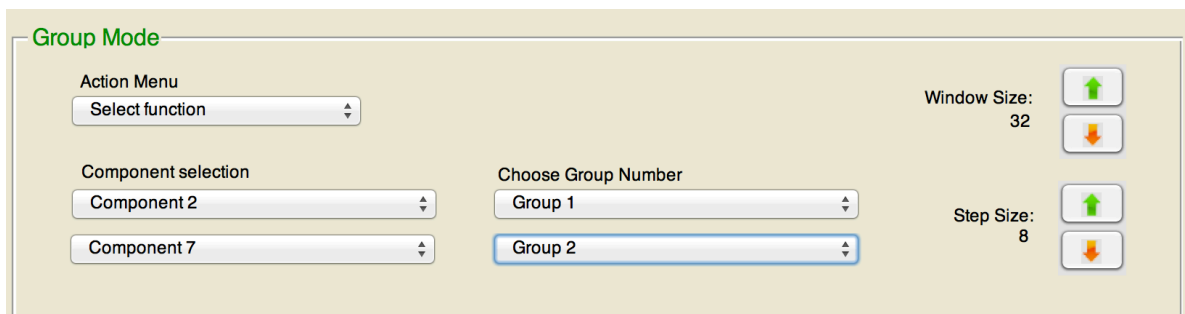 Group Mode
Action Menu
Select function
Window Size:
32
Component selection
Choose Group Number
Component 2
Group 1
Step Size:
8
Component 7
Group 2